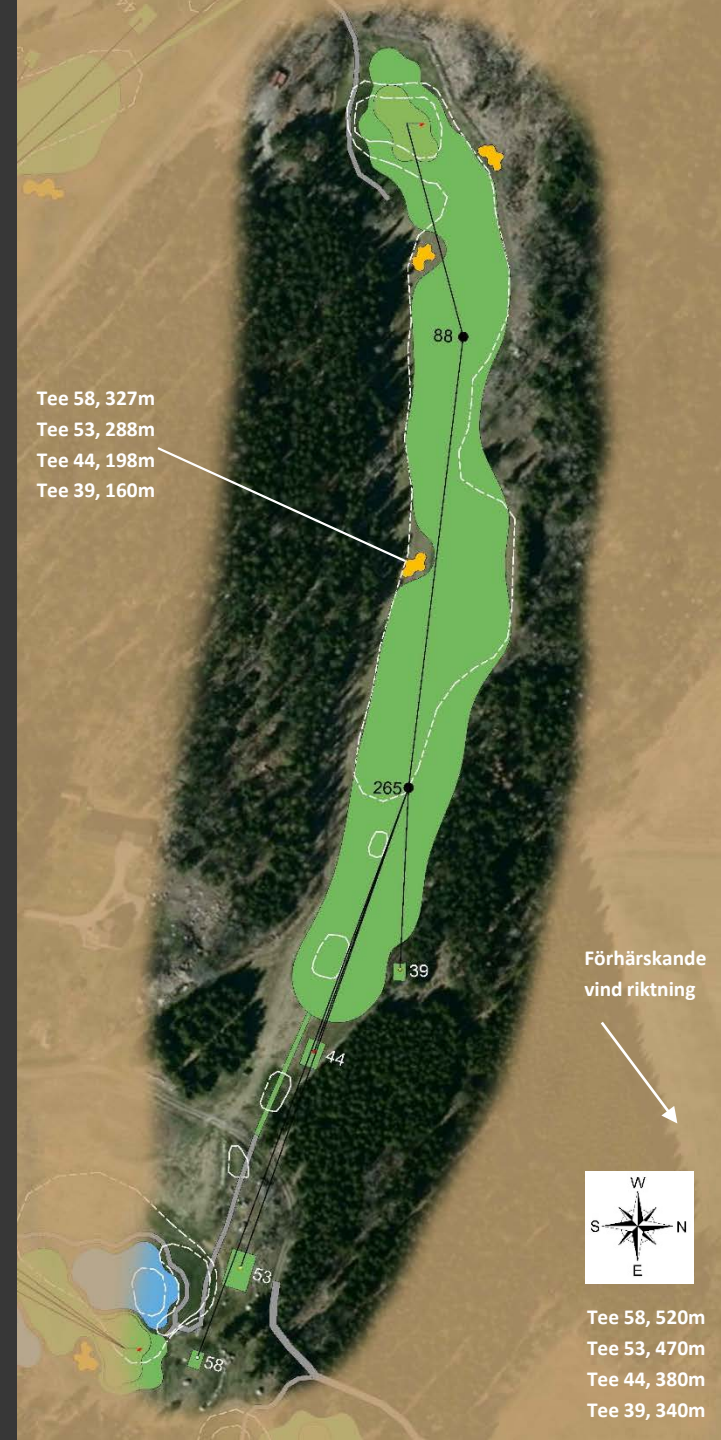 44
88
Tee 58, 327m
Tee 53, 288m
Tee 44, 198m
Tee 39, 160m
265
39
Förhärskande
vind riktning
44
W
S N
E
53
58
Tee 58, 520m
Tee 53, 470m
Tee 44, 380m
Tee 39, 340m